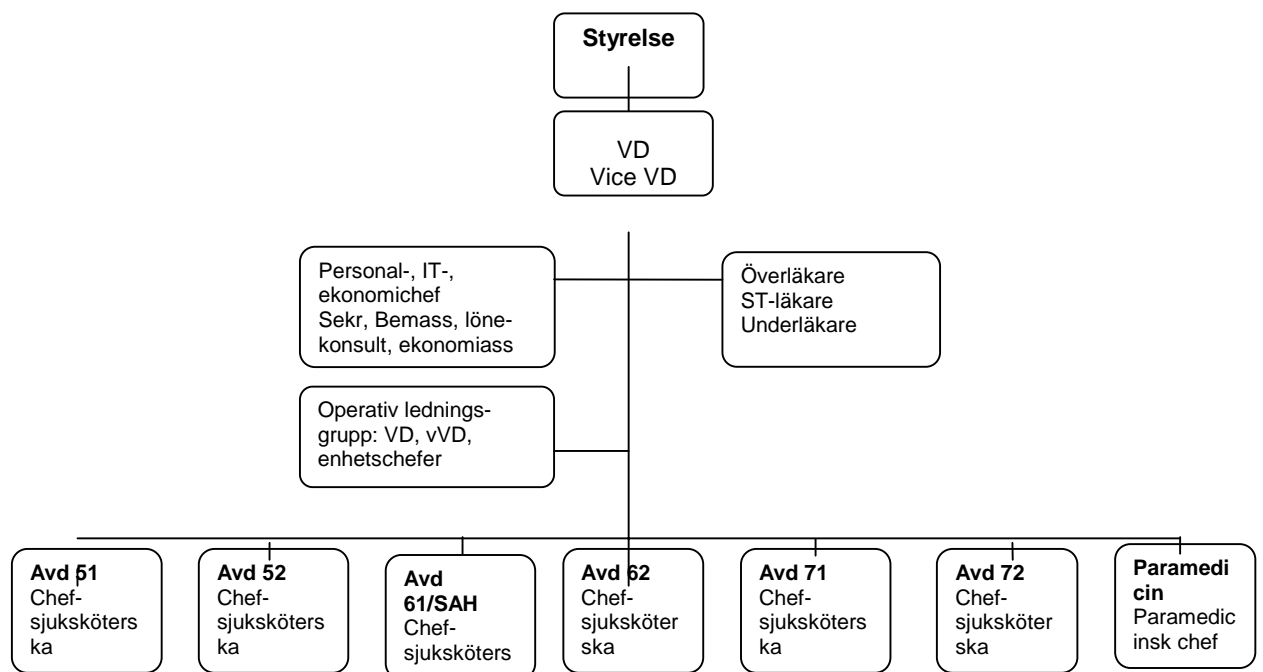 Styrelse
VD
Vice VD
Personal-, IT-,
ekonomichef
Sekr, Bemass, löne-
konsult, ekonomiass
Överläkare
ST-läkare
Underläkare
Operativ lednings-
grupp: VD, vVD,
enhetschefer
Avd 51
Chef-
sjuksköters
ka
Avd 52
Chef-
sjuksköters
ka
Avd
61/SAH
Chef-
sjuksköters
Avd 62
Chef-
sjuksköter
ska
Avd 71
Chef-
sjuksköters
ka
Avd 72
Chef-
sjuksköter
ska
Paramedi
cin
Paramedic
insk chef